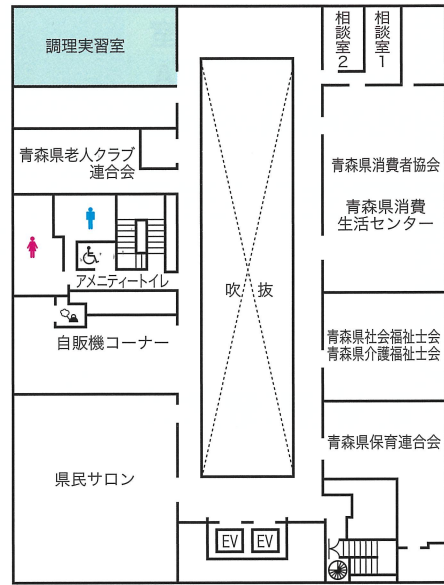 調理実習室
相談室2
相談室1
青森県老人クラブ
連合会
青森県消費者協会
青森県消費
生活センター
アメニティートイレ
吹抜
自販機コーナー
青森県社会福祉士会
青森県介護福祉士会
青森県保育連合会
県民サロン
EV
EV